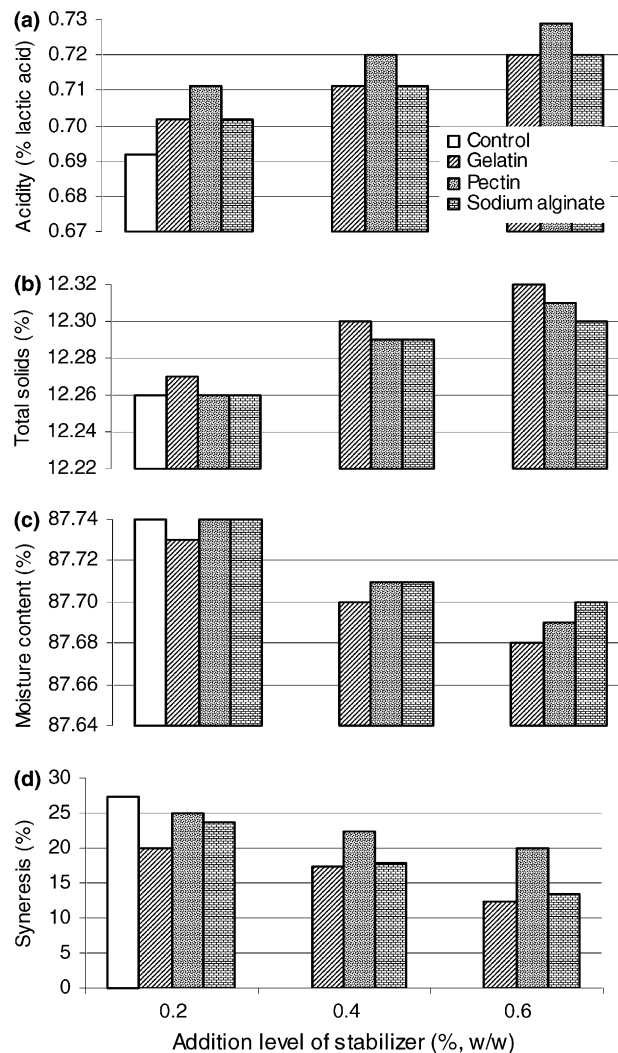 (a)
Acidity (% lactic acid)
0.73
0.72
0.71
0.70
0.69
0.68
0.67
Control
Gelatin
Pectin
Sodium alginate
(b)
Total solids (%)
12.32
12.30
12.28
12.26
12.24
12.22
(c)
Moisture content (%)
87.74
87.72
87.70
87.68
87.66
87.64
(d)
Syneresis (%)
30
25
20
15
10
5
0
0.2 0.4 0.6
Addition level of stabilizer (%, w/w)